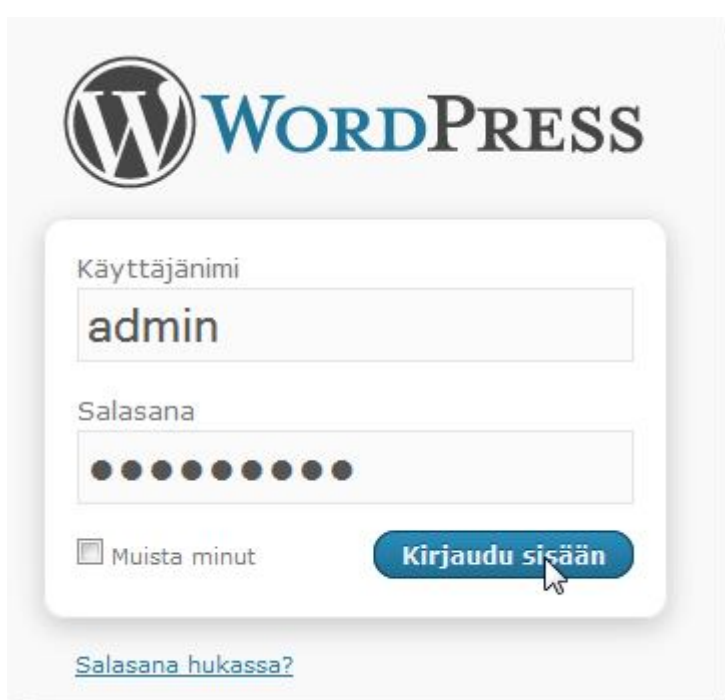 WORDPRESS
Käyttäjänimi
admin
Salasana
●●●●●●●●●
Muista minut
Kirjaudu sisään
Salasana hukassa?